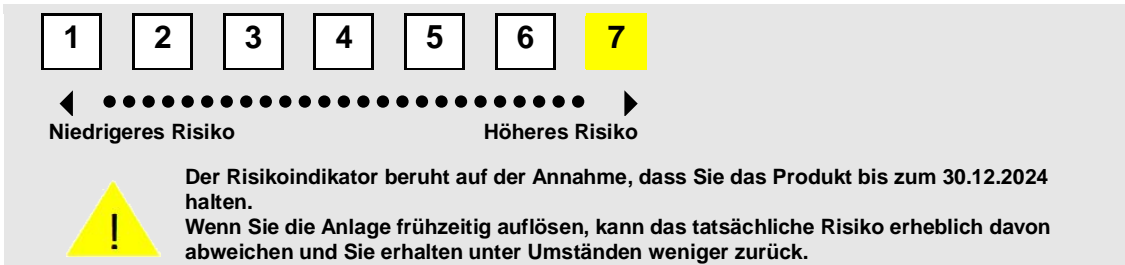 1 2 3 4 5 6 7
Niedrigeres Risiko Höheres Risiko
Der Risikoindikator beruht auf der Annahme, dass Sie das Produkt bis zum 30.12.2024
halten.
Wenn Sie die Anlage frühzeitig auflösen, kann das tatsächliche Risiko erheblich davon
abweichen und Sie erhalten unter Umständen weniger zurück.
!